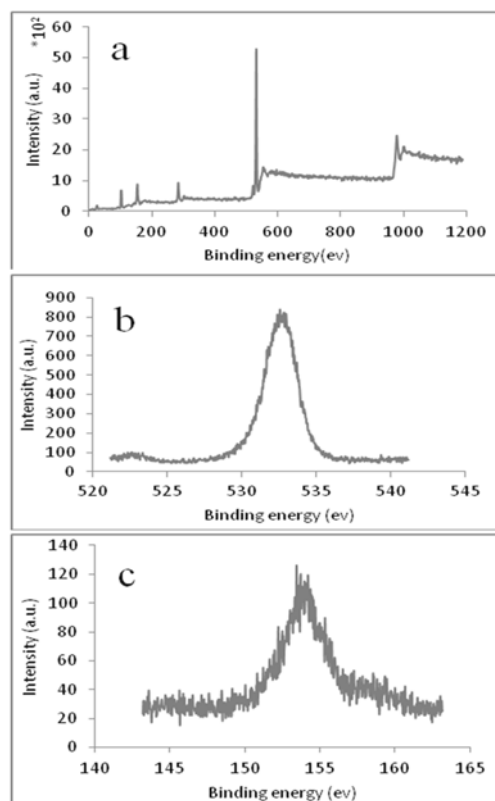 *10²
60
50
40
30
20
10
0
Intensity (a.u.)
a
0 200 400 600 800 1000 1200
Binding energy(ev)
900
800
700
600
500
400
300
200
100
0
Intensity (a.u.)
b
520 525 530 535 540 545
Binding energy (ev)
140
120
100
80
60
40
20
0
Intensity (a.u.)
c
140 145 150 155 160 165
Binding energy (ev)